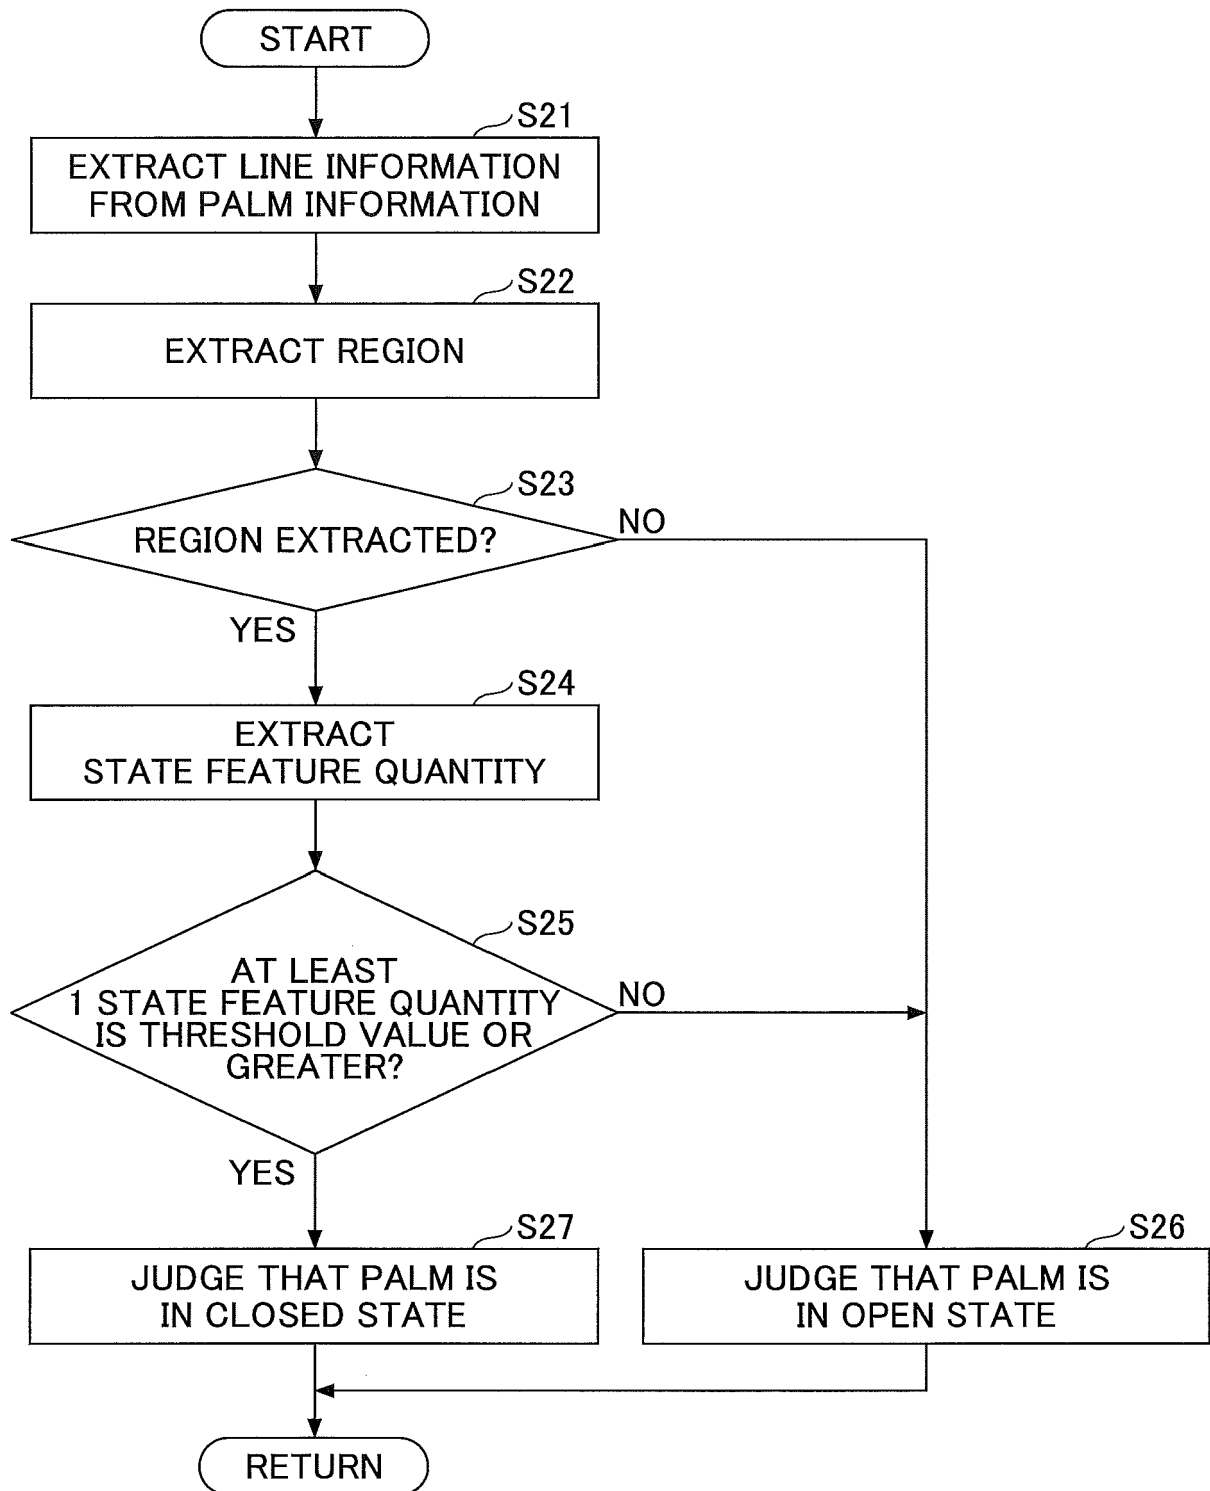 START
S21
EXTRACT LINE INFORMATION
FROM PALM INFORMATION
S22
EXTRACT REGION
S23
REGION EXTRACTED?
NO
YES
S24
EXTRACT
STATE FEATURE QUANTITY
S25
AT LEAST
1 STATE FEATURE QUANTITY
IS THRESHOLD VALUE OR
GREATER?
NO
YES
S27
JUDGE THAT PALM IS
IN CLOSED STATE
S26
JUDGE THAT PALM IS
IN OPEN STATE
RETURN